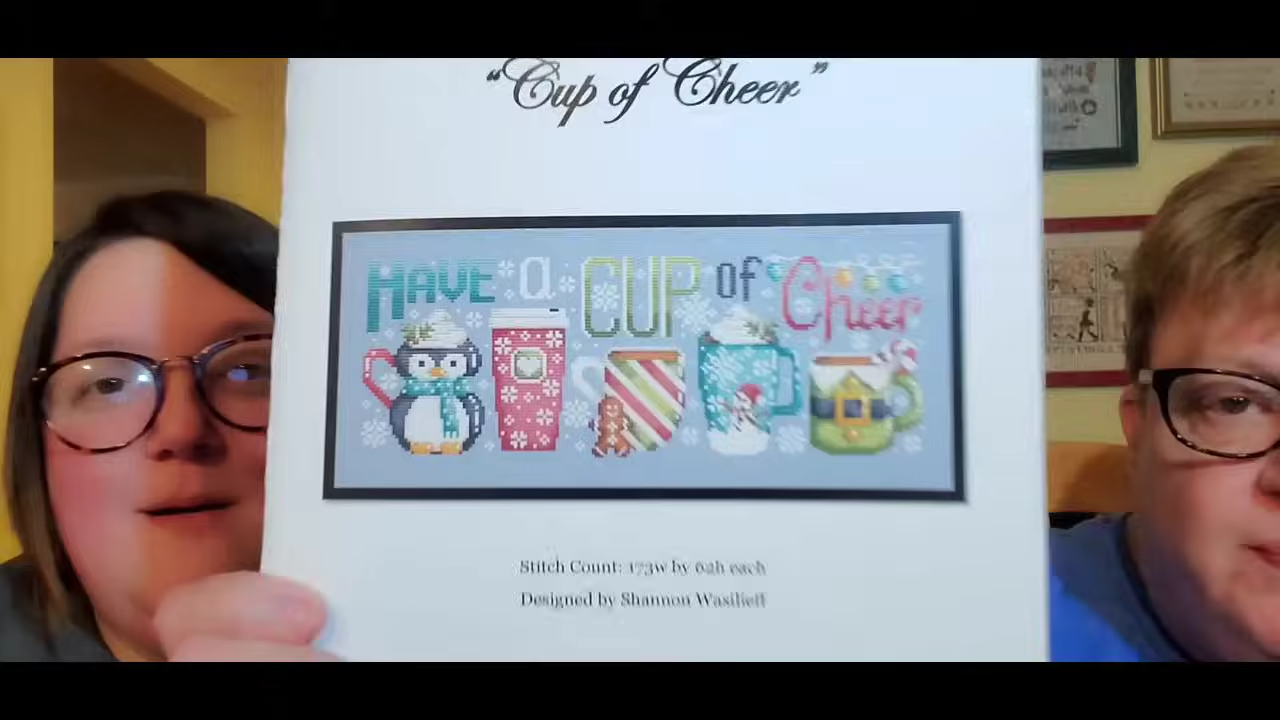 "Cup of Cheer"
HAVE a CUP of Cheer
Stitch Count: 173w by 62h each
Designed by Shannon Wasilieff